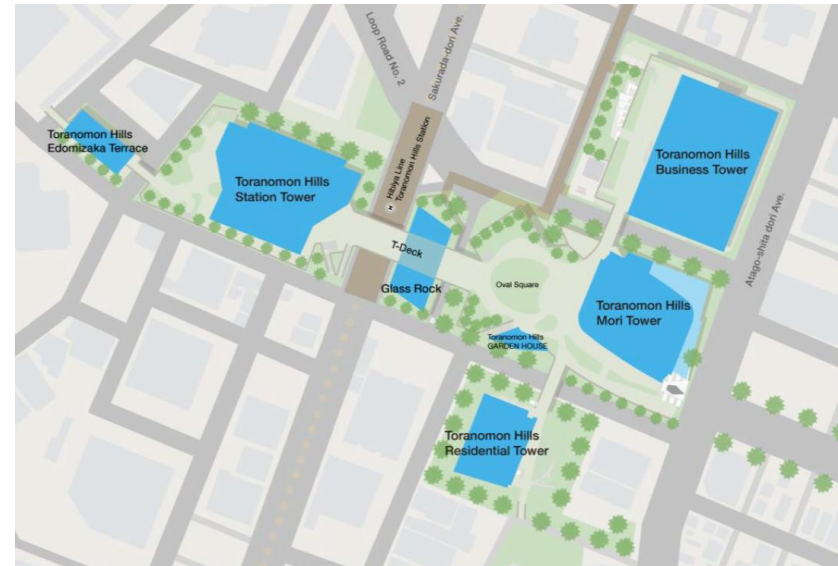 Loop Road No. 2
Sakurada-dori Ave.
Toranomon Hills
Edomizaka Terrace
Toranomon Hills
Station Tower
Hibiya Line
Toranomon Hills Station
Toranomon Hills
Business Tower
T-Deck
Glass Rock
Oval Square
Toranomon Hills
Mori Tower
Atago-shita dori Ave.
Toranomon Hills
GARDEN HOUSE
Toranomon Hills
Residential Tower